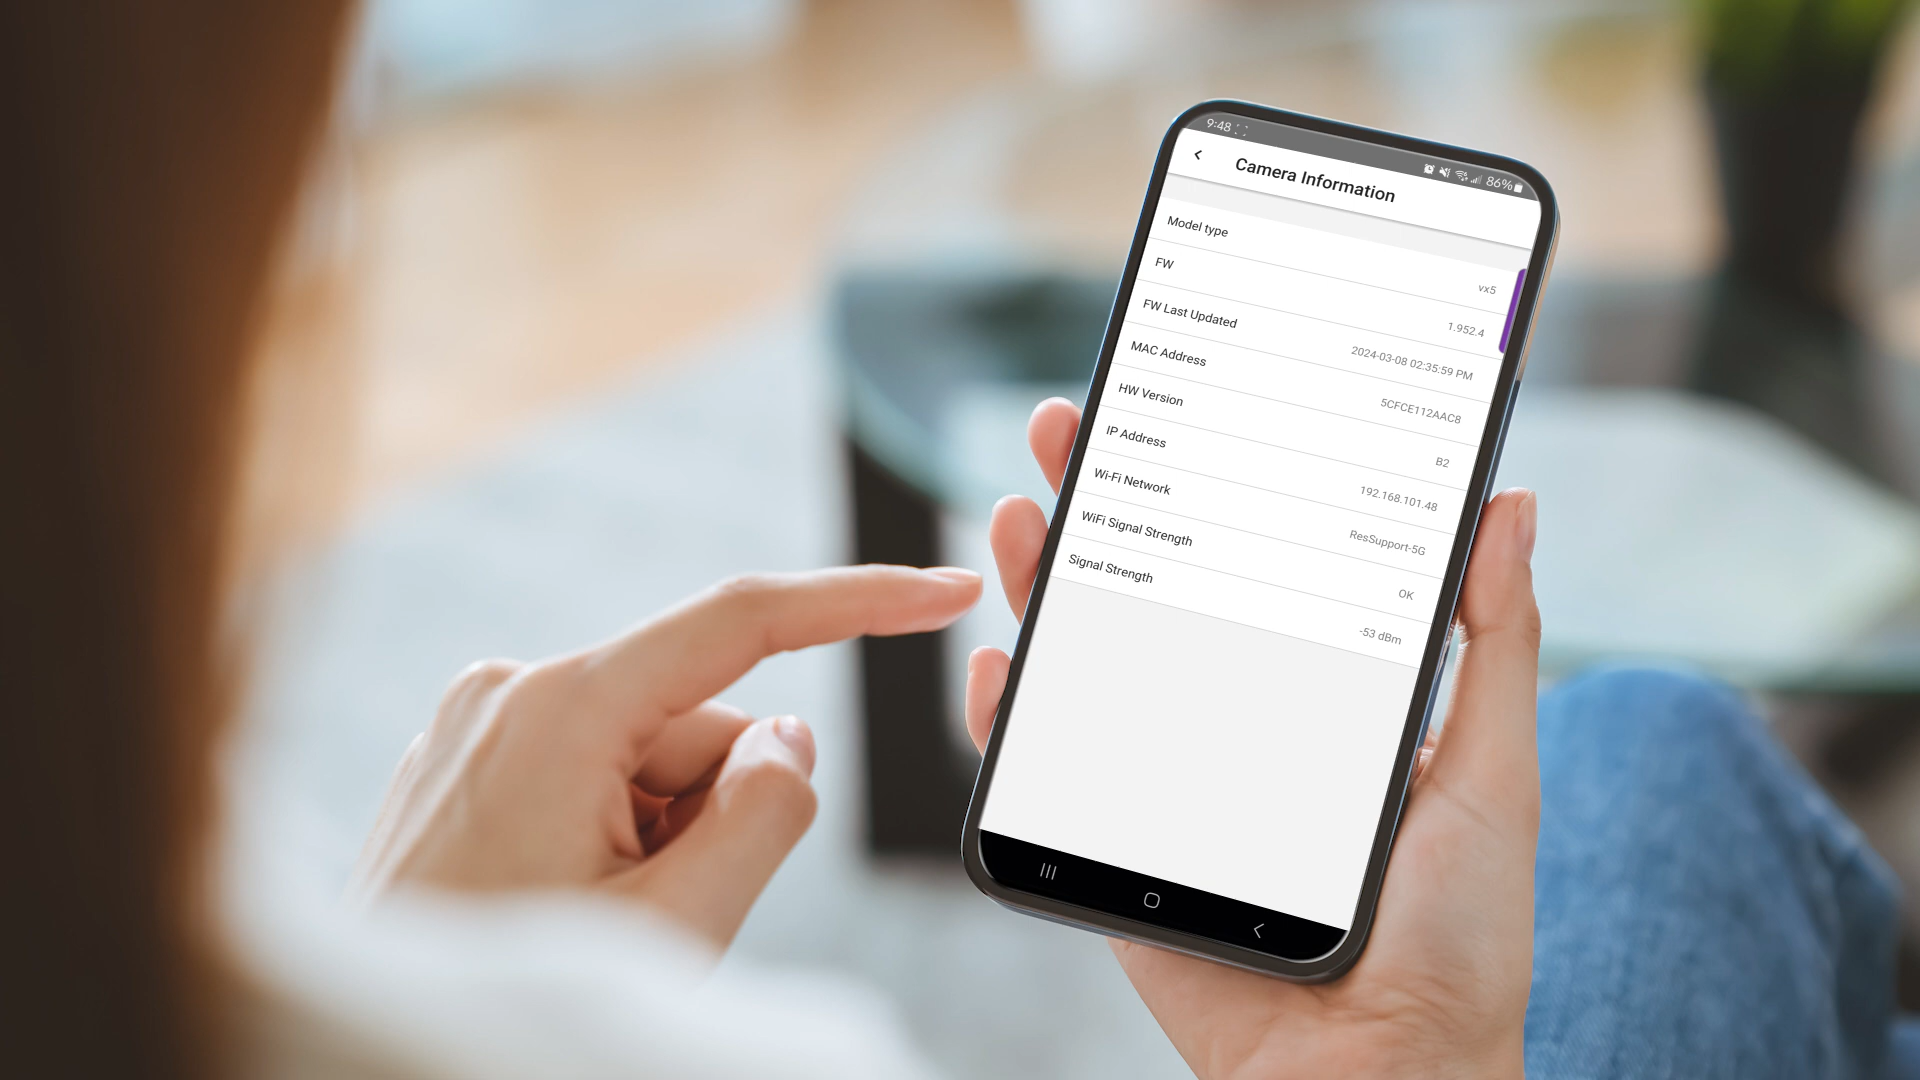 9:48
86%
Camera Information
Model type
vx5
FW
1.952.4
FW Last Updated
2024-03-08 02:35:59 PM
MAC Address
5CFCE112AAC8
HW Version
B2
IP Address
192.168.101.48
Wi-Fi Network
ResSupport-5G
WiFi Signal Strength
OK
Signal Strength
-53 dBm